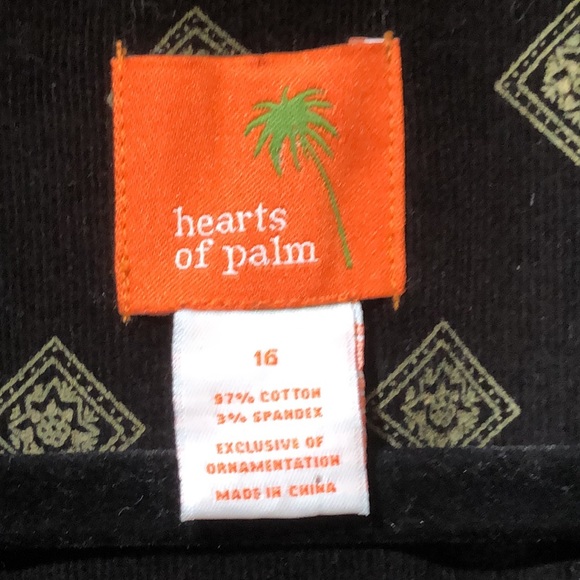 hearts
of palm
16
97% COTTON
3% SPANDEX
EXCLUSIVE OF
ORNAMENTATION
MADE IN CHINA